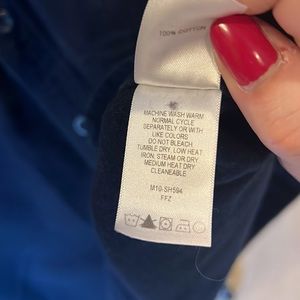 100% COTTON
MACHINE WASH WARM
NORMAL CYCLE
SEPARATELY OR WITH
LIKE COLORS
DO NOT BLEACH
TUMBLE DRY, LOW HEAT
IRON, STEAM OR DRY
MEDIUM HEAT DRY
CLEANEABLE
M10-SH594
FFZ